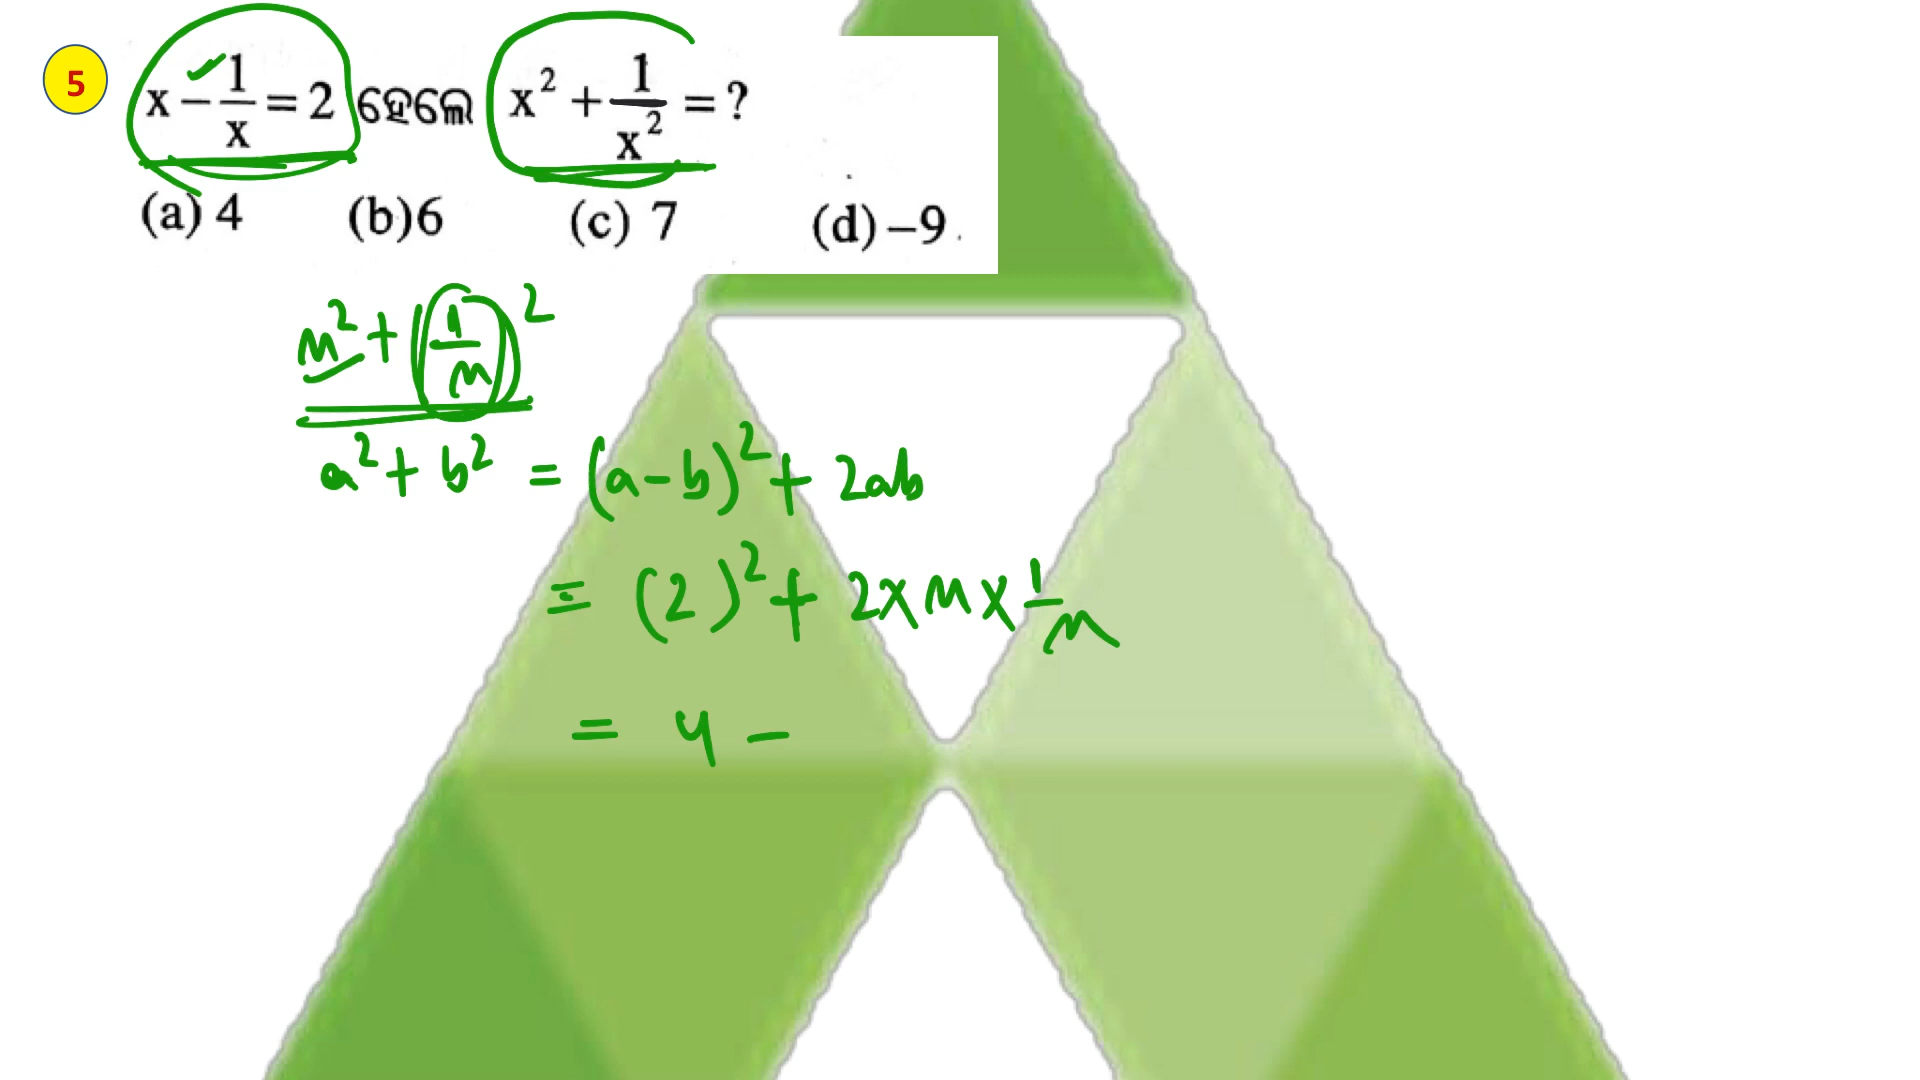 5 x - 1/x = 2 ହେଲେ x² + 1/x² = ?
(a) 4 (b) 6 (c) 7 (d) –9
x² + (1/x)²
a² + b² = (a - b)² + 2ab
= (2)² + 2 × x × 1/x
= 4 -